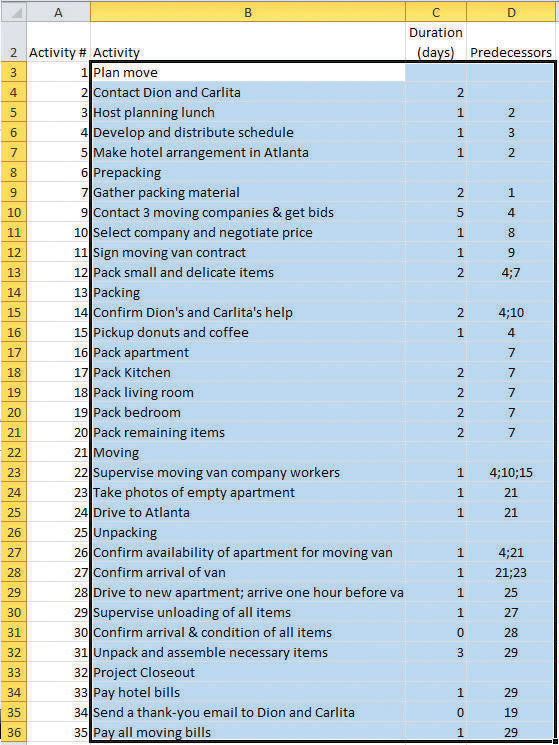 A B C D
Duration
2 Activity # Activity (days) Predecessors
3 1 Plan move
4 2 Contact Dion and Carlita 2
5 3 Host planning lunch 1 2
6 4 Develop and distribute schedule 1 3
7 5 Make hotel arrangement in Atlanta 1 2
8 6 Prepacking
9 7 Gather packing material 2 1
10 9 Contact 3 moving companies & get bids 5 4
11 10 Select company and negotiate price 1 8
12 11 Sign moving van contract 1 9
13 12 Pack small and delicate items 2 4;7
14 13 Packing
15 14 Confirm Dion's and Carlita's help 2 4;10
16 15 Pickup donuts and coffee 1 4
17 16 Pack apartment 7
18 17 Pack Kitchen 2 7
19 18 Pack living room 2 7
20 19 Pack bedroom 2 7
21 20 Pack remaining items 2 7
22 21 Moving
23 22 Supervise moving van company workers 1 4;10;15
24 23 Take photos of empty apartment 1 21
25 24 Drive to Atlanta 1 21
26 25 Unpacking
27 26 Confirm availability of apartment for moving van 1 4;21
28 27 Confirm arrival of van 1 21;23
29 28 Drive to new apartment; arrive one hour before va 1 25
30 29 Supervise unloading of all items 1 27
31 30 Confirm arrival & condition of all items 0 28
32 31 Unpack and assemble necessary items 3 29
33 32 Project Closeout
34 33 Pay hotel bills 1 29
35 34 Send a thank-you email to Dion and Carlita 0 19
36 35 Pay all moving bills 1 29